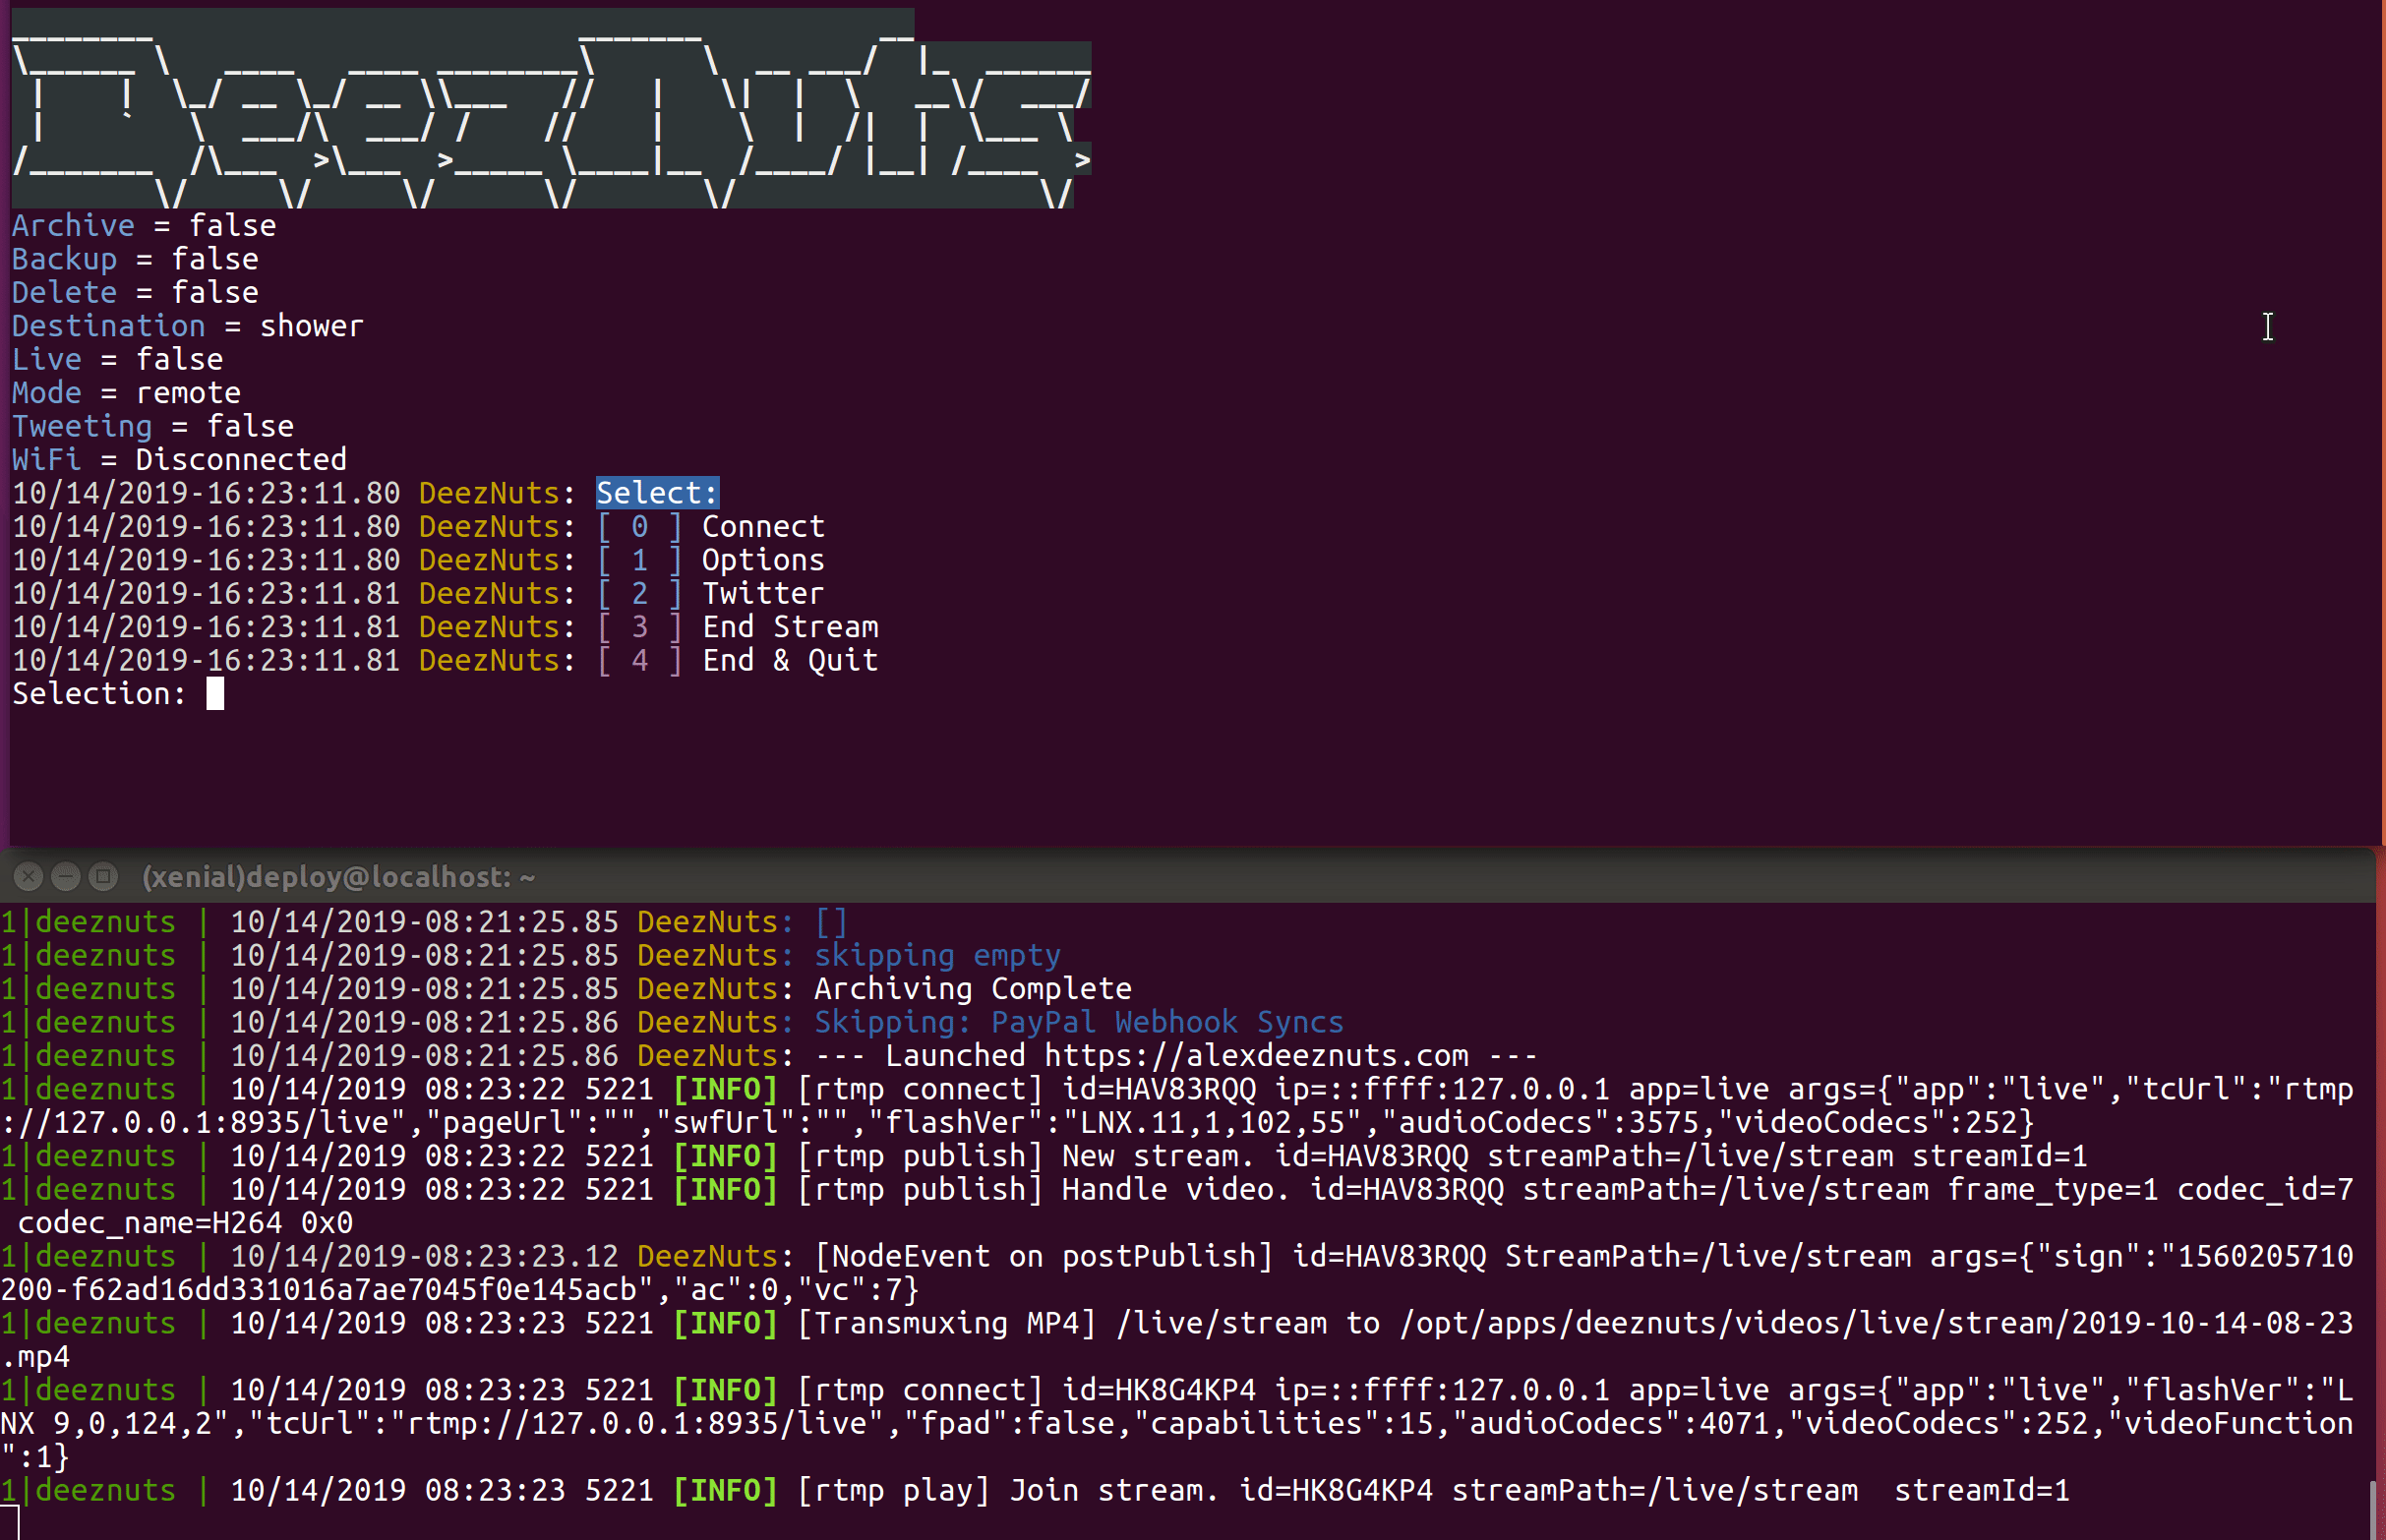 DeezNuts
Archive = false
Backup = false
Delete = false
Destination = shower
Live = false
Mode = remote
Tweeting = false
WiFi = Disconnected
10/14/2019-16:23:11.80 DeezNuts: Select:
10/14/2019-16:23:11.80 DeezNuts: [ 0 ] Connect
10/14/2019-16:23:11.80 DeezNuts: [ 1 ] Options
10/14/2019-16:23:11.81 DeezNuts: [ 2 ] Twitter
10/14/2019-16:23:11.81 DeezNuts: [ 3 ] End Stream
10/14/2019-16:23:11.81 DeezNuts: [ 4 ] End & Quit
Selection:
(xenial)deploy@localhost: ~
1|deeznuts | 10/14/2019-08:21:25.85 DeezNuts: []
1|deeznuts | 10/14/2019-08:21:25.85 DeezNuts: skipping empty
1|deeznuts | 10/14/2019-08:21:25.85 DeezNuts: Archiving Complete
1|deeznuts | 10/14/2019-08:21:25.86 DeezNuts: Skipping: PayPal Webhook Syncs
1|deeznuts | 10/14/2019-08:21:25.86 DeezNuts: --- Launched https://alexdeeznuts.com ---
1|deeznuts | 10/14/2019 08:23:22 5221 [INFO] [rtmp connect] id=HAV83RQQ ip=::ffff:127.0.0.1 app=live args={"app":"live","tcUrl":"rtmp
://127.0.0.1:8935/live","pageUrl":"","swfUrl":"","flashVer":"LNX.11,1,102,55","audioCodecs":3575,"videoCodecs":252}
1|deeznuts | 10/14/2019 08:23:22 5221 [INFO] [rtmp publish] New stream. id=HAV83RQQ streamPath=/live/stream streamId=1
1|deeznuts | 10/14/2019 08:23:22 5221 [INFO] [rtmp publish] Handle video. id=HAV83RQQ streamPath=/live/stream frame_type=1 codec_id=7
codec_name=H264 0x0
1|deeznuts | 10/14/2019-08:23:23.12 DeezNuts: [NodeEvent on postPublish] id=HAV83RQQ StreamPath=/live/stream args={"sign":"1560205710
200-f62ad16dd331016a7ae7045f0e145acb","ac":0,"vc":7}
1|deeznuts | 10/14/2019 08:23:23 5221 [INFO] [Transmuxing MP4] /live/stream to /opt/apps/deeznuts/videos/live/stream/2019-10-14-08-23
.mp4
1|deeznuts | 10/14/2019 08:23:23 5221 [INFO] [rtmp connect] id=HK8G4KP4 ip=::ffff:127.0.0.1 app=live args={"app":"live","flashVer":"L
NX 9,0,124,2","tcUrl":"rtmp://127.0.0.1:8935/live","fpad":false,"capabilities":15,"audioCodecs":4071,"videoCodecs":252,"videoFunction
":1}
1|deeznuts | 10/14/2019 08:23:23 5221 [INFO] [rtmp play] Join stream. id=HK8G4KP4 streamPath=/live/stream  streamId=1